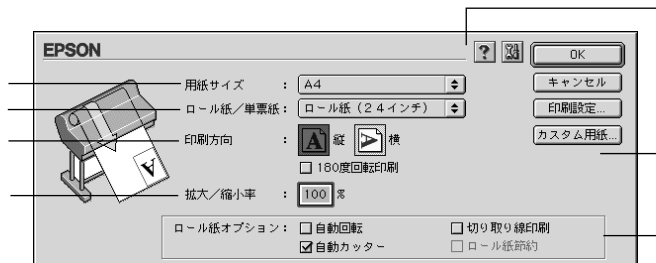 EPSON
? OK
用紙サイズ : A4 キャンセル
ロール紙／単票紙 : ロール紙（24インチ） 印刷設定...
印刷方向 : A 縦 A 横 カスタム用紙...
180度回転印刷
A
拡大／縮小率 : 100 %
ロール紙オプション : 自動回転 切り取り線印刷
自動カッター ロール紙節約